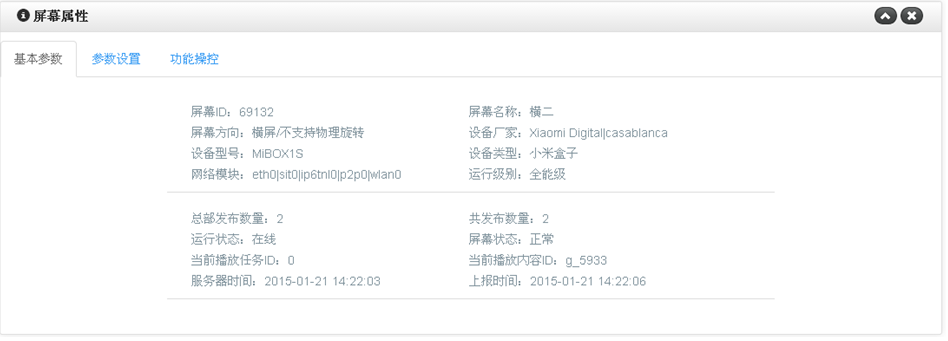 屏幕属性
基本参数 参数设置 功能操控
屏幕ID：69132 屏幕名称：横二
屏幕方向：横屏/不支持物理旋转 设备厂家：Xiaomi Digital|casablanca
设备型号：MiBOX1S 设备类型：小米盒子
网络模块：eth0|sit0|ip6tnl0|p2p0|wlan0 运行级别：全能级
总部发布数量：2 共发布数量：2
运行状态：在线 屏幕状态：正常
当前播放任务ID：0 当前播放内容ID：g_5933
服务器时间：2015-01-21 14:22:03 上报时间：2015-01-21 14:22:06